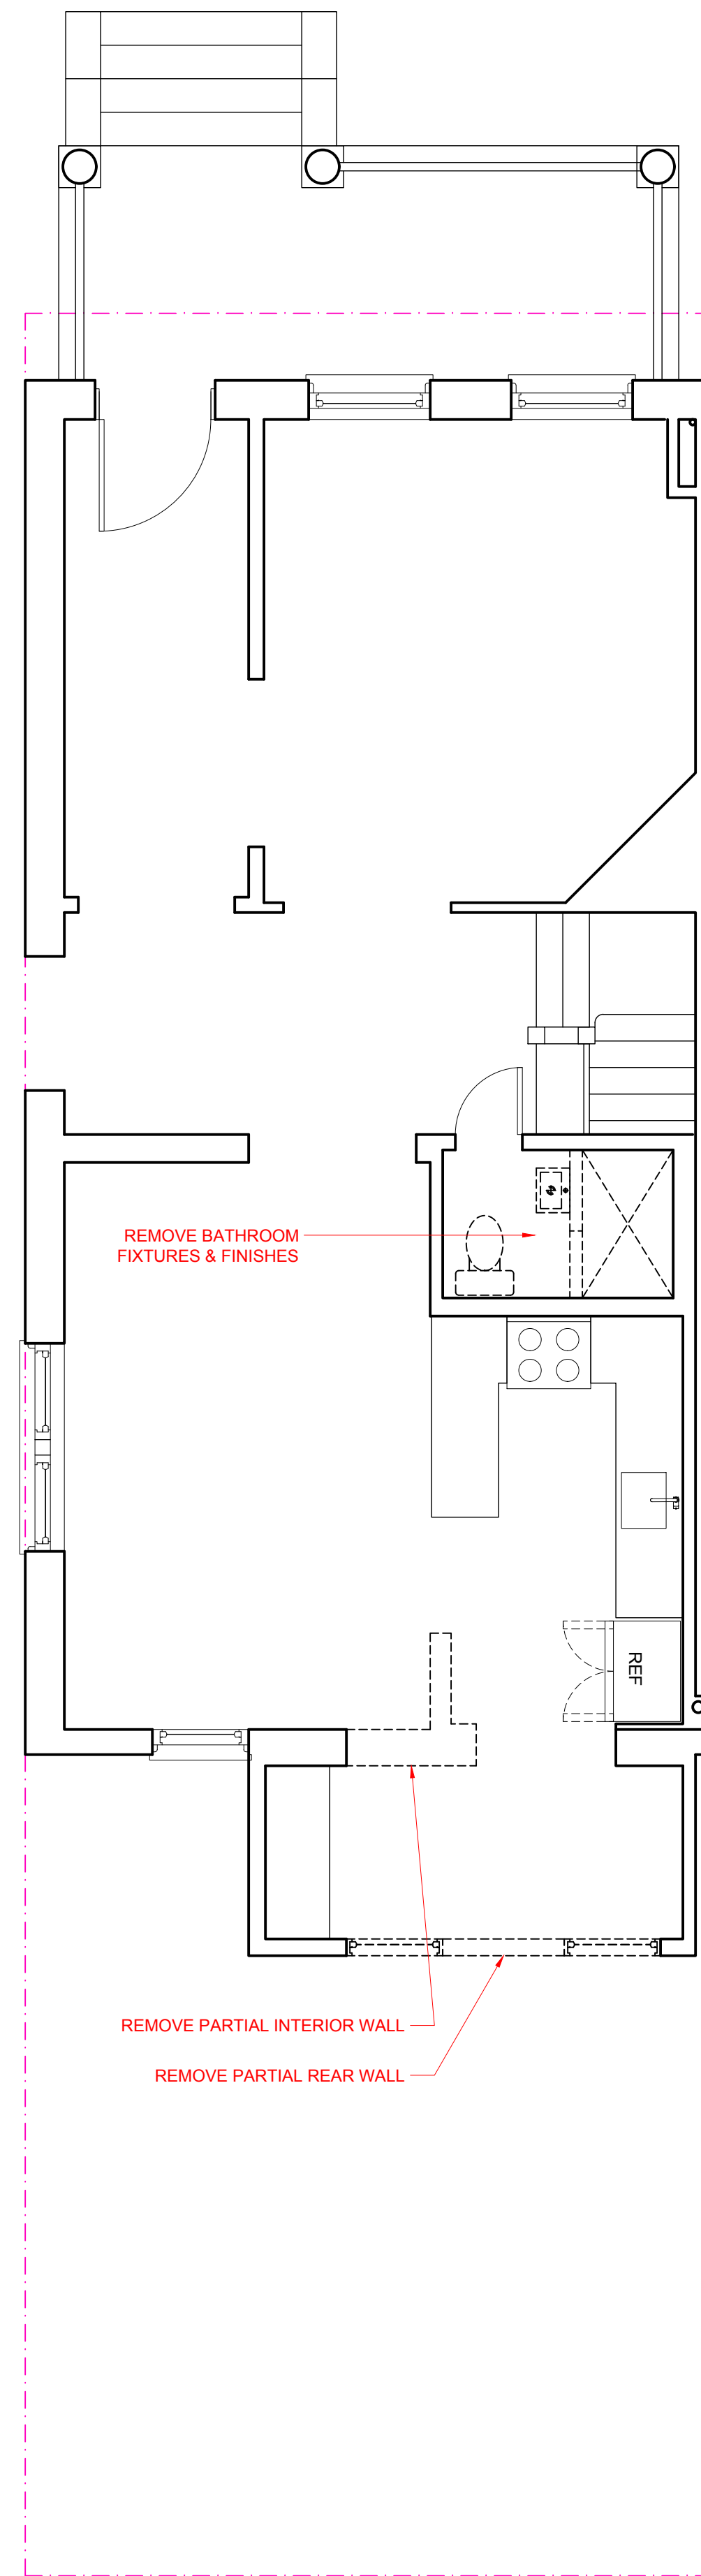 REMOVE BATHROOM
FIXTURES & FINISHES
REF
REMOVE PARTIAL INTERIOR WALL
REMOVE PARTIAL REAR WALL